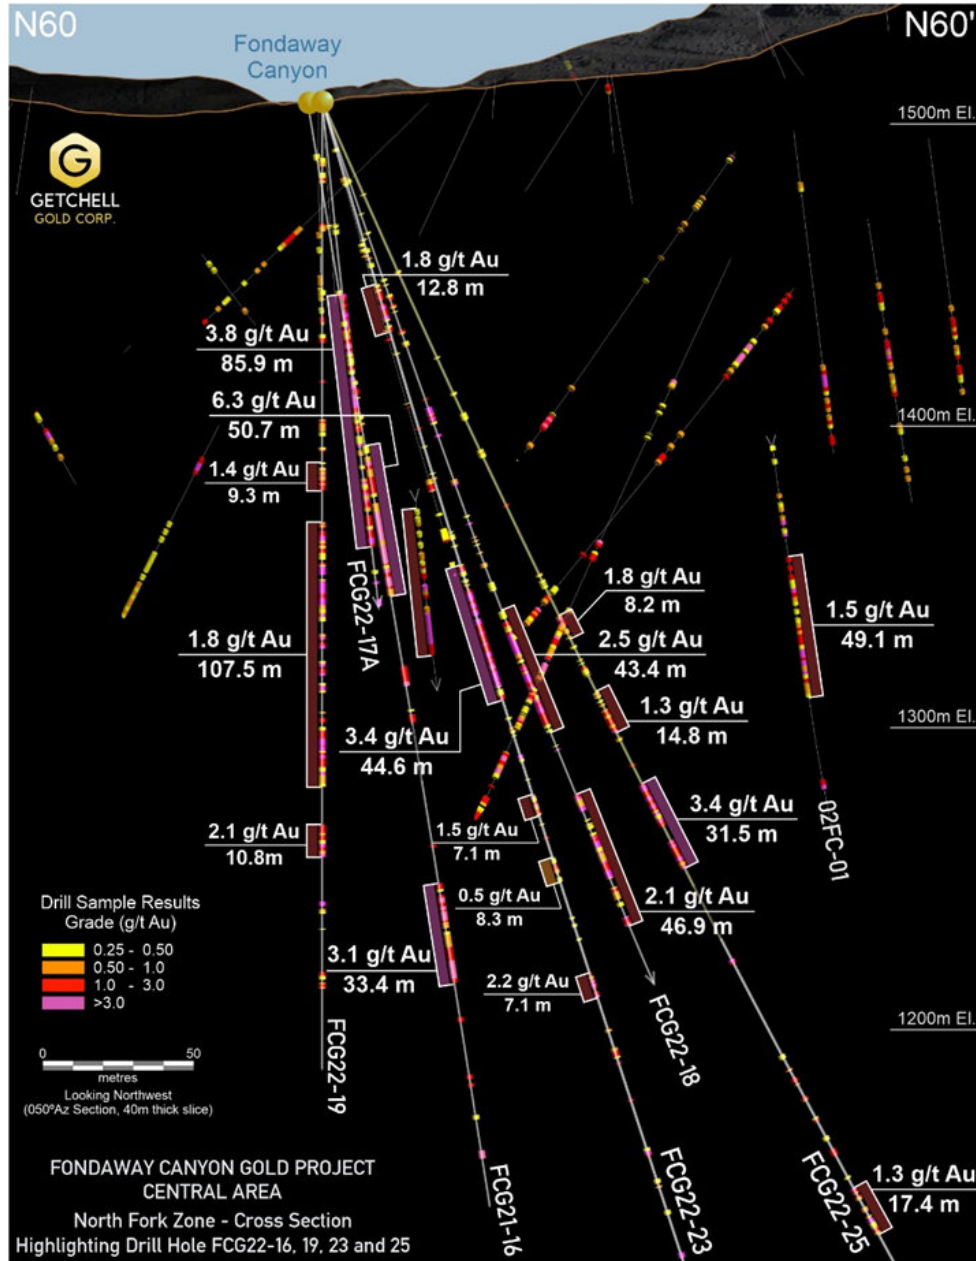 N60
N60'
Fondaway
Canyon
1500m El.
G
GETCHELL
GOLD CORP.
1.8 g/t Au
12.8 m
3.8 g/t Au
85.9 m
6.3 g/t Au
50.7 m
1400m El.
1.4 g/t Au
9.3 m
FCG22-17A
1.8 g/t Au
8.2 m
1.5 g/t Au
49.1 m
1.8 g/t Au
107.5 m
2.5 g/t Au
43.4 m
1.3 g/t Au
14.8 m
1300m El.
3.4 g/t Au
44.6 m
02FC-01
3.4 g/t Au
31.5 m
2.1 g/t Au
10.8m
1.5 g/t Au
7.1 m
0.5 g/t Au
8.3 m
2.1 g/t Au
46.9 m
Drill Sample Results
Grade (g/t Au)
0.25 - 0.50
0.50 - 1.0
1.0 - 3.0
>3.0
3.1 g/t Au
33.4 m
2.2 g/t Au
7.1 m
FCG22-18
1200m El.
FCG22-19
0 50
metres
Looking Northwest
(050ºAz Section, 40m thick slice)
FCG21-16
FCG22-23
FCG22-25
1.3 g/t Au
17.4 m
FONDAWAY CANYON GOLD PROJECT
CENTRAL AREA
North Fork Zone - Cross Section
Highlighting Drill Hole FCG22-16, 19, 23 and 25